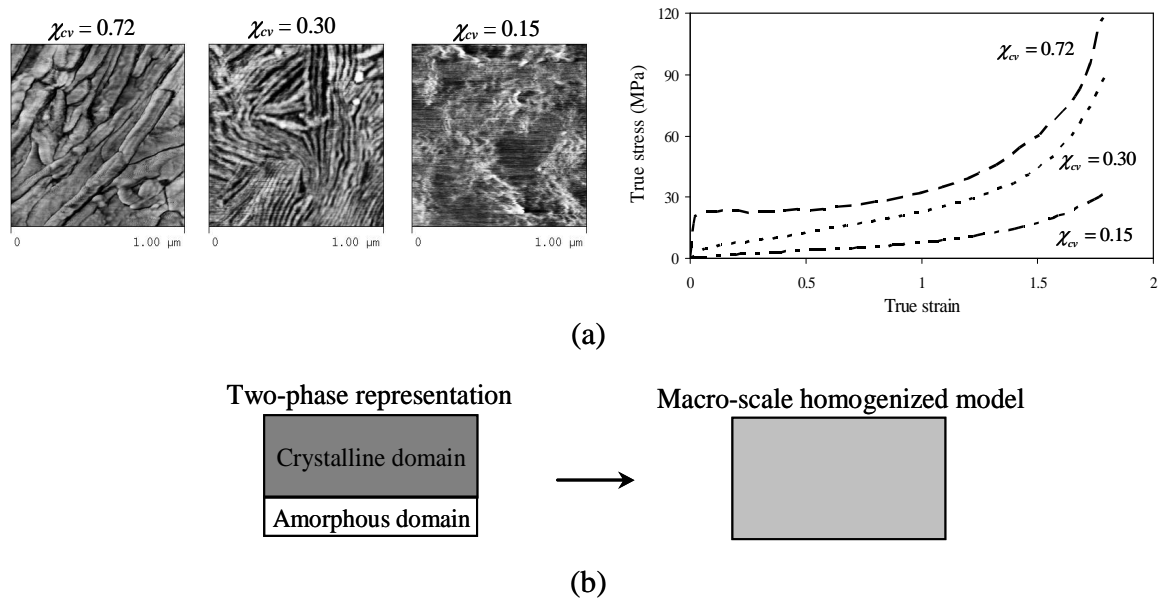 χcv = 0.72
χcv = 0.30
χcv = 0.15
0 1.00 µm
0 1.00 µm
0 1.00 µm
True stress (MPa)
120
90
60
30
0
χcv = 0.72
χcv = 0.30
χcv = 0.15
0 0.5 1 1.5 2
True strain
(a)
Two-phase representation
Crystalline domain
Amorphous domain
Macro-scale homogenized model
(b)